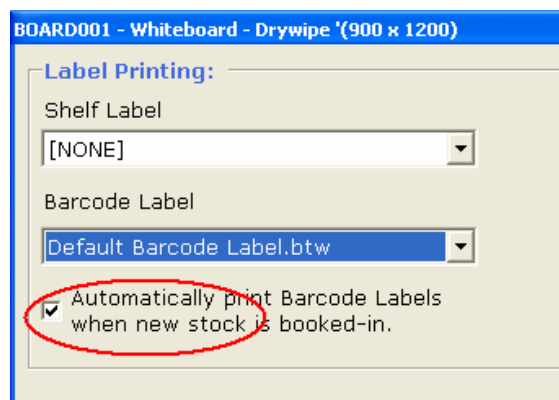 BOARD001 - Whiteboard - Drywipe '(900 x 1200)
Label Printing:
Shelf Label
[NONE]
Barcode Label
Default Barcode Label.btw
Automatically print Barcode Labels
when new stock is booked-in.